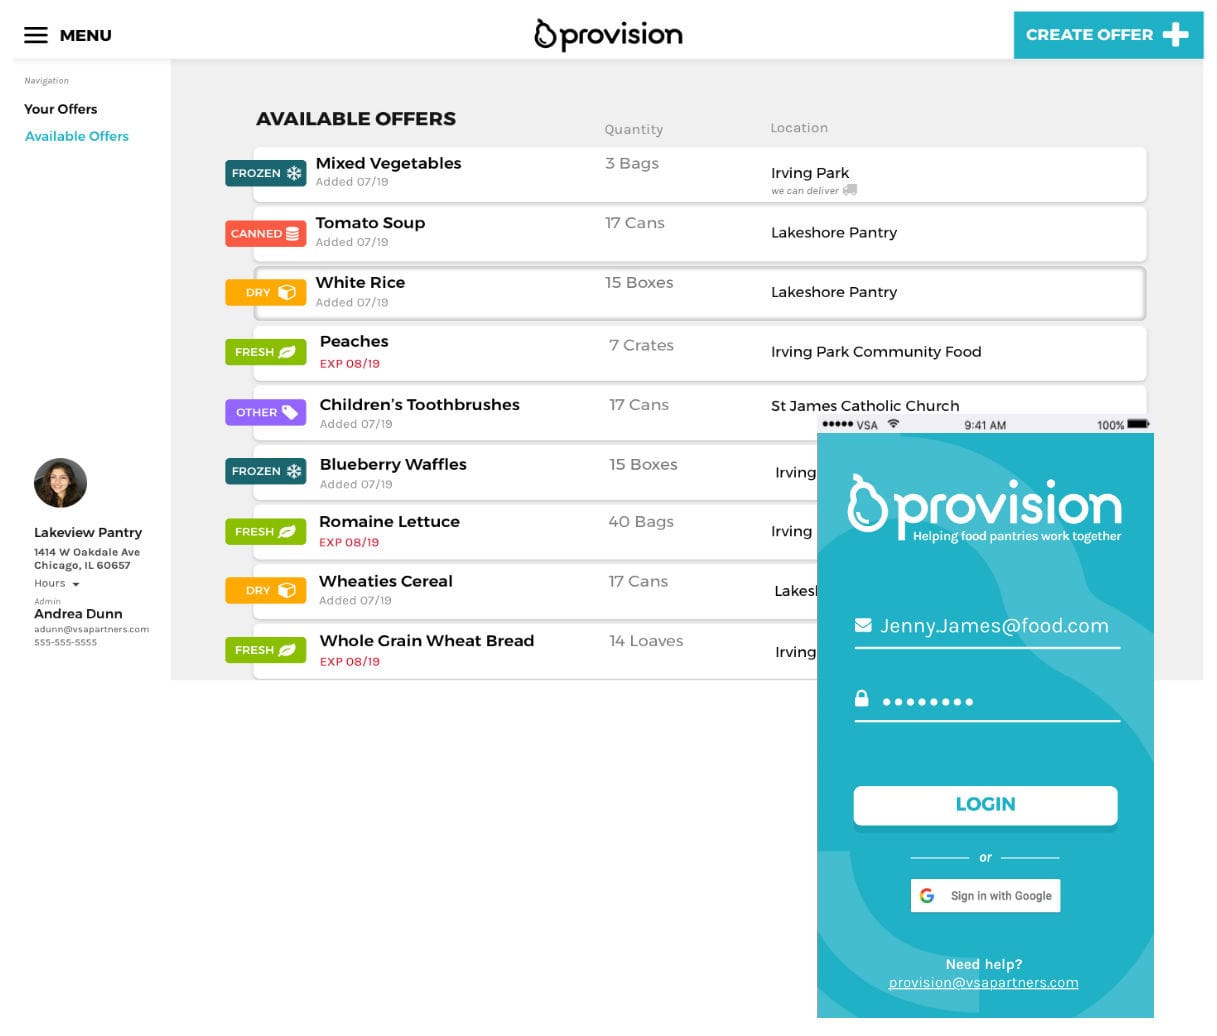 MENU
provision
CREATE OFFER
Navigation
Your Offers
Available Offers
AVAILABLE OFFERS
Quantity
Location
FROZEN
Mixed Vegetables
Added 07/19
3 Bags
Irving Park
we can deliver
CANNED
Tomato Soup
Added 07/19
17 Cans
Lakeshore Pantry
DRY
White Rice
Added 07/19
15 Boxes
Lakeshore Pantry
FRESH
Peaches
EXP 08/19
7 Crates
Irving Park Community Food
OTHER
Children's Toothbrushes
Added 07/19
17 Cans
St James Catholic Church
FROZEN
Blueberry Waffles
Added 07/19
15 Boxes
Irving
FRESH
Romaine Lettuce
EXP 08/19
40 Bags
Irving
DRY
Wheaties Cereal
Added 07/19
17 Cans
Lakes
FRESH
Whole Grain Wheat Bread
EXP 08/19
14 Loaves
Irving
Lakeview Pantry
1414 W Oakdale Ave
Chicago, IL 60657
Hours
Admin
Andrea Dunn
adunn@vsapartners.com
555-555-5555
VSA
9:41 AM
100%
provision
Helping food pantries work together
Jenny.James@food.com
LOGIN
or
Sign in with Google
Need help?
provision@vsapartners.com